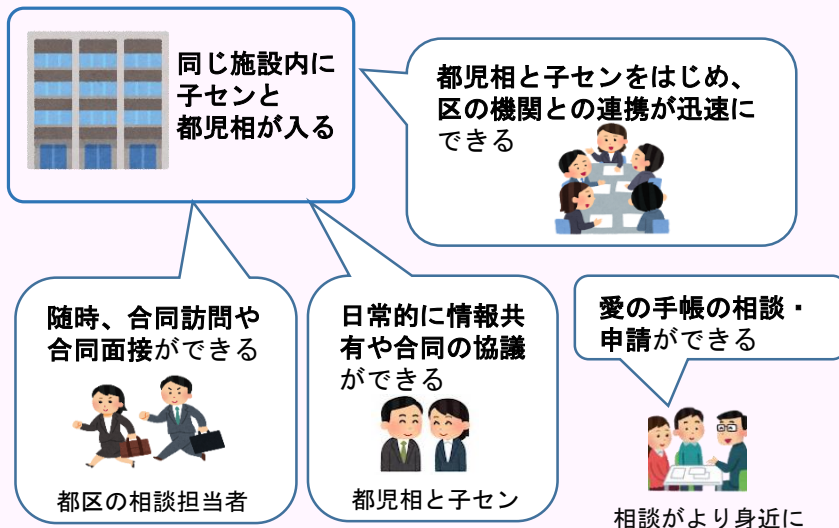 同じ施設内に
子センと
都児相が入る
都児相と子センをはじめ、
区の機関との連携が迅速に
できる
随時、合同訪問や
合同面接ができる
都区の相談担当者
日常的に情報共
有や合同の協議
ができる
都児相と子セン
愛の手帳の相談・
申請ができる
相談がより身近に